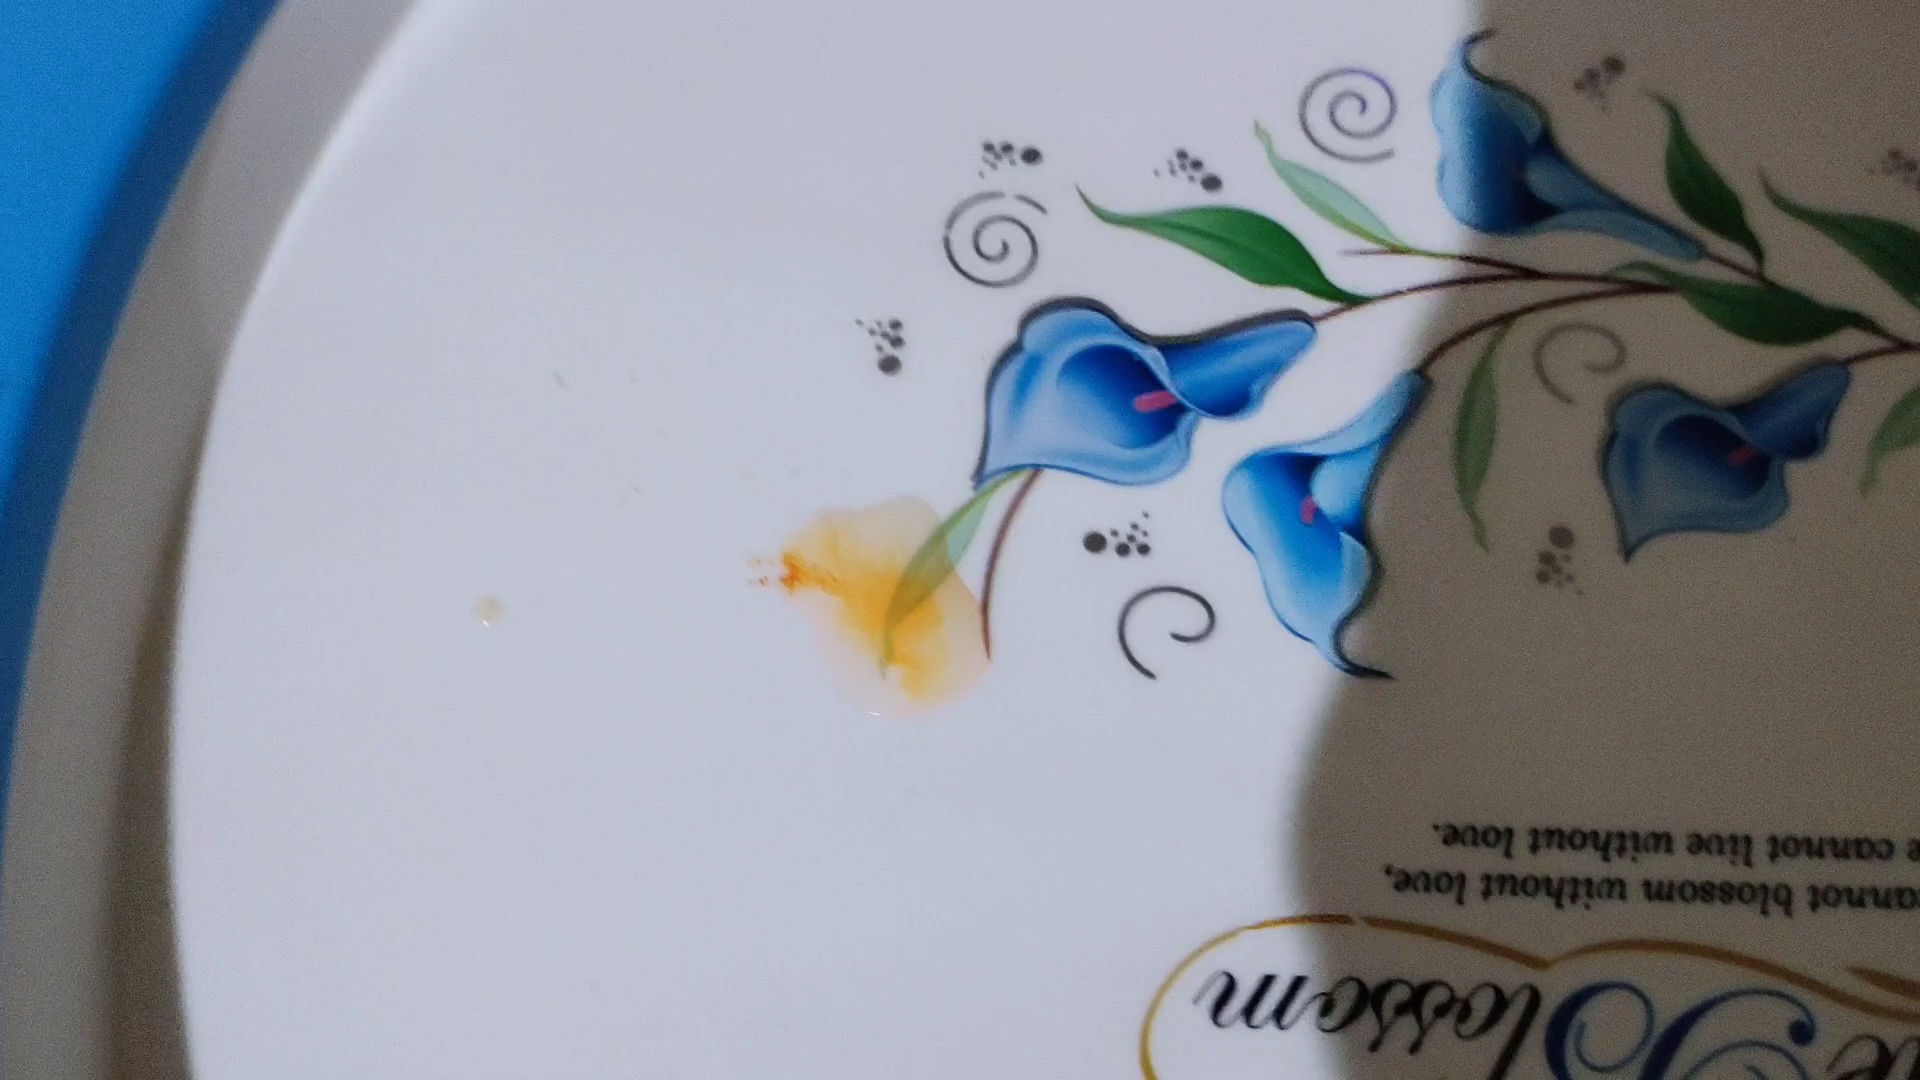 Blossom
annot blossom without love,
cannot live without love.